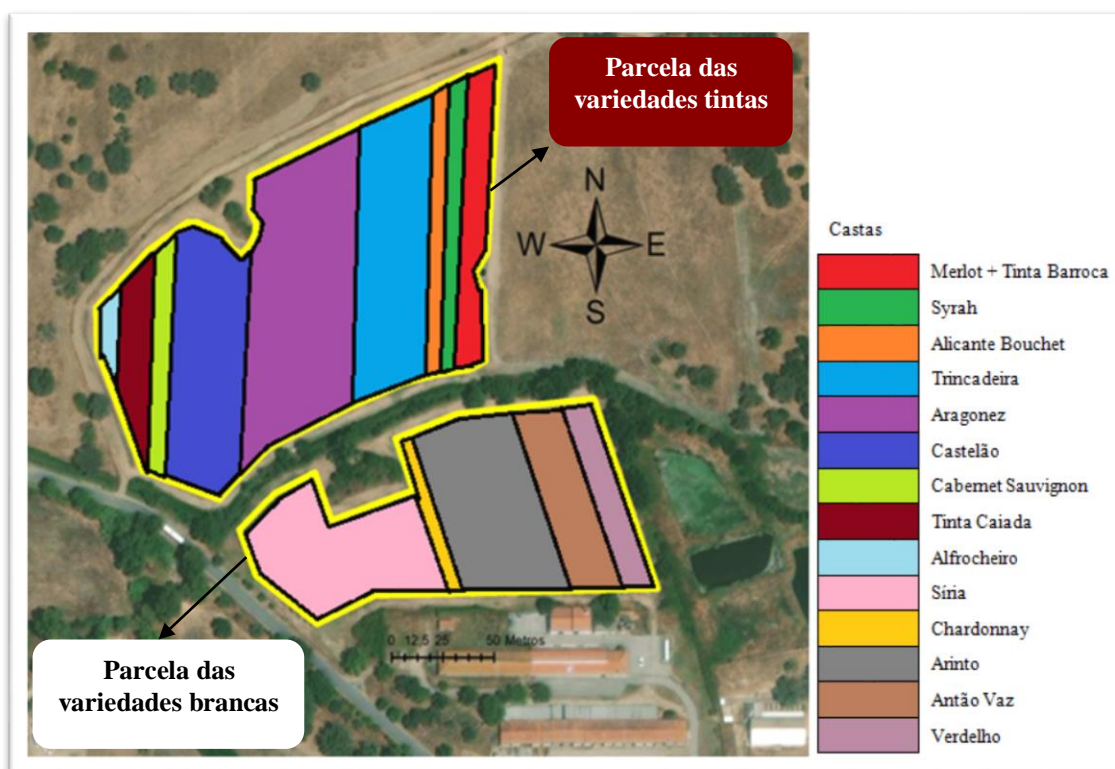 Parcela das
variedades tintas
N
W
E
S
0 12,5 25 50 Metros
Parcela das
variedades brancas
Castas
Merlot + Tinta Barroca
Syrah
Alicante Bouchet
Trincadeira
Aragonez
Castelão
Cabernet Sauvignon
Tinta Caiada
Alfrocheiro
Síria
Chardonnay
Arinto
Antão Vaz
Verdelho